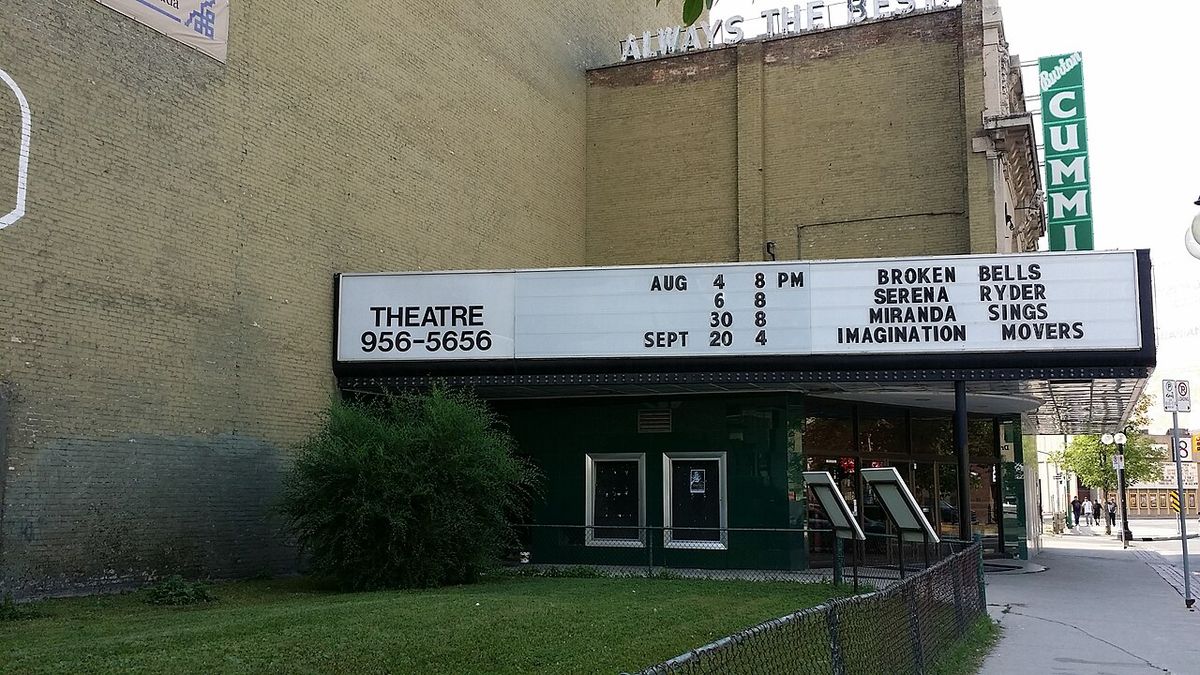 ALWAYS THE BEST
Burton
CUMMI
THEATRE
956-5656
AUG 4 8 PM BROKEN BELLS
6 8 SERENA RYDER
30 8 MIRANDA SINGS
SEPT 20 4 IMAGINATION MOVERS